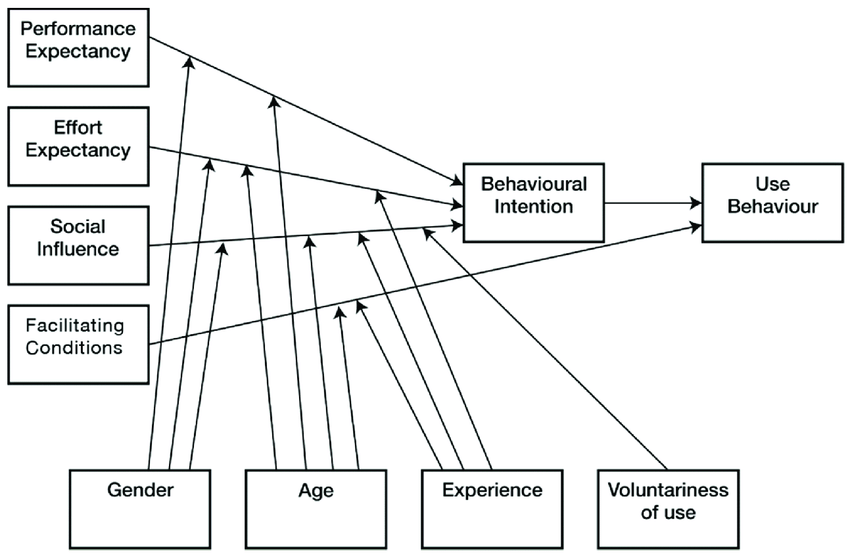 Performance
Expectancy
Effort
Expectancy
Social
Influence
Facilitating
Conditions
Behavioural
Intention
Use
Behaviour
Gender
Age
Experience
Voluntariness
of use